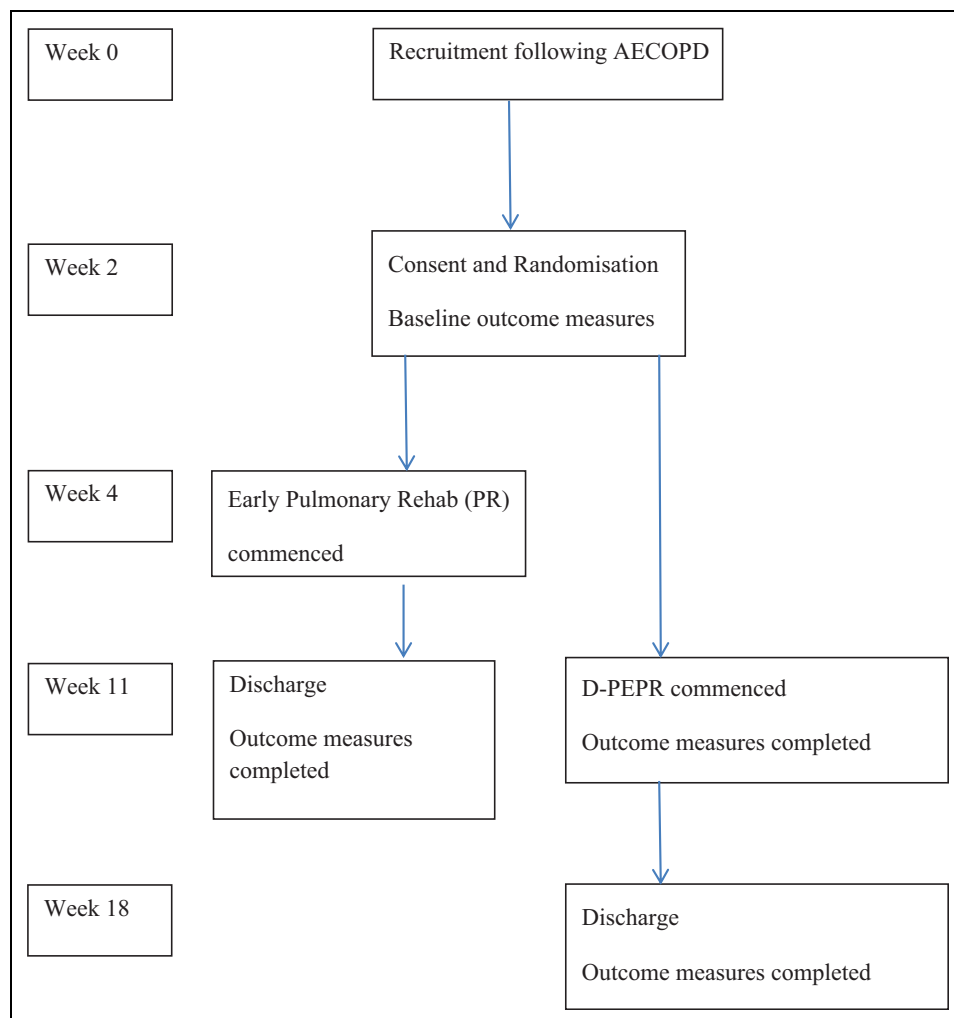 Week 0
Recruitment following AECOPD
Week 2
Consent and Randomisation
Baseline outcome measures
Week 4
Early Pulmonary Rehab (PR)
commenced
Week 11
Discharge
Outcome measures
completed
D-PEPR commenced
Outcome measures completed
Week 18
Discharge
Outcome measures completed